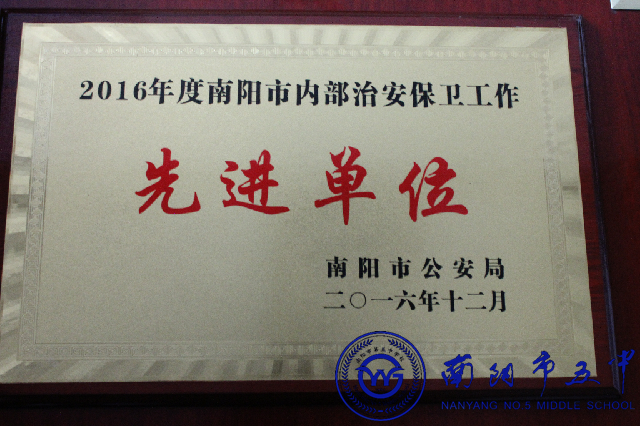 2016年度南阳市内部治安保卫工作
先进单位
南阳市公安局
二〇一六年十二月
南阳市五中
NANYANG NO.5 MIDDLE SCHOOL